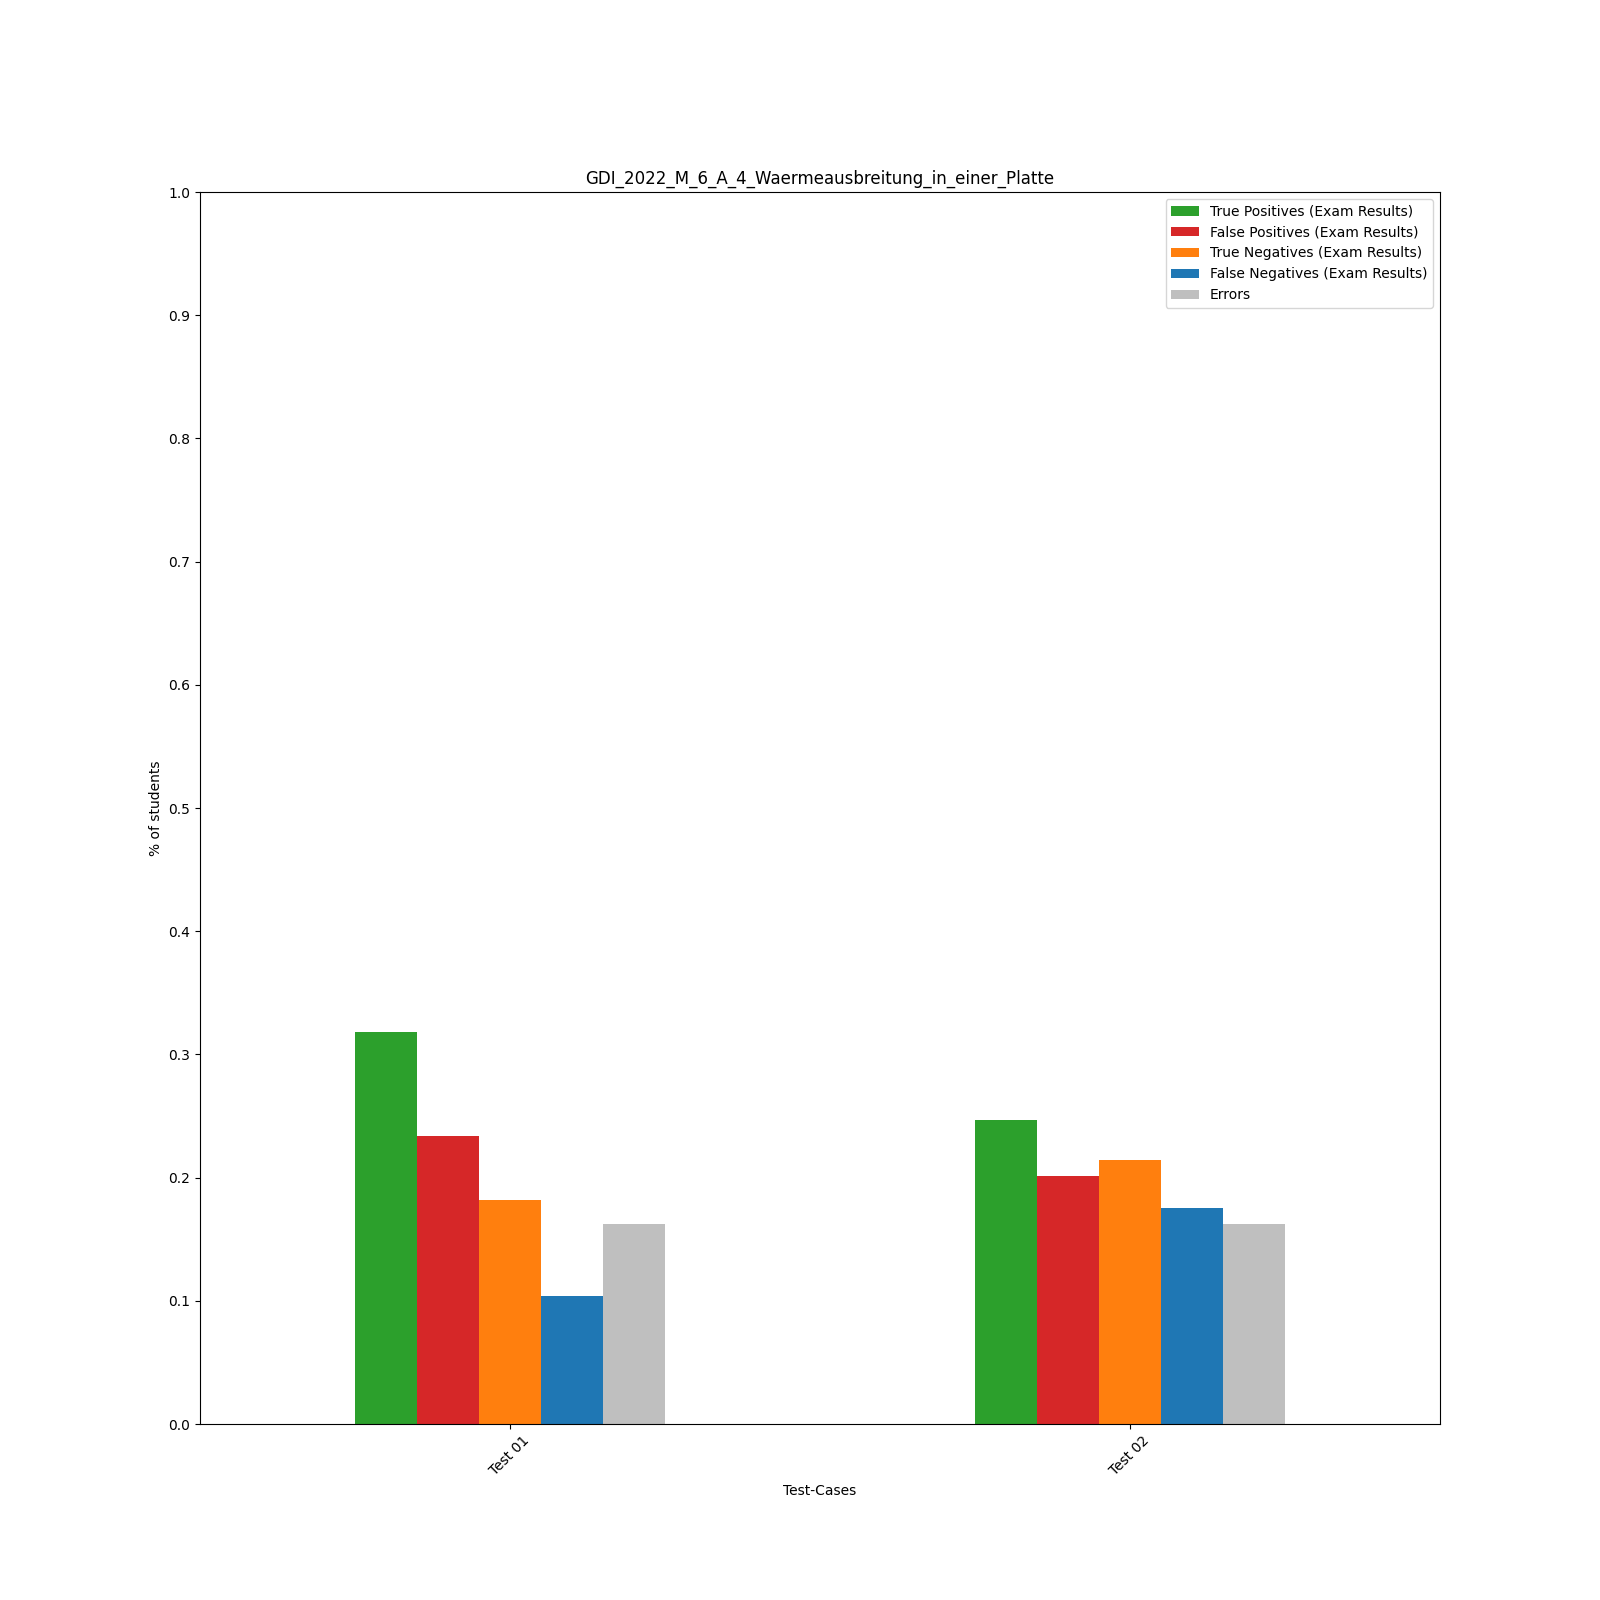 GDI_2022_M_6_A_4_Waermeausbreitung_in_einer_Platte
True Positives (Exam Results)
False Positives (Exam Results)
True Negatives (Exam Results)
False Negatives (Exam Results)
Errors
1.0
0.9
0.8
0.7
0.6
0.5
0.4
0.3
0.2
0.1
0.0
% of students
Test 01
Test 02
Test-Cases